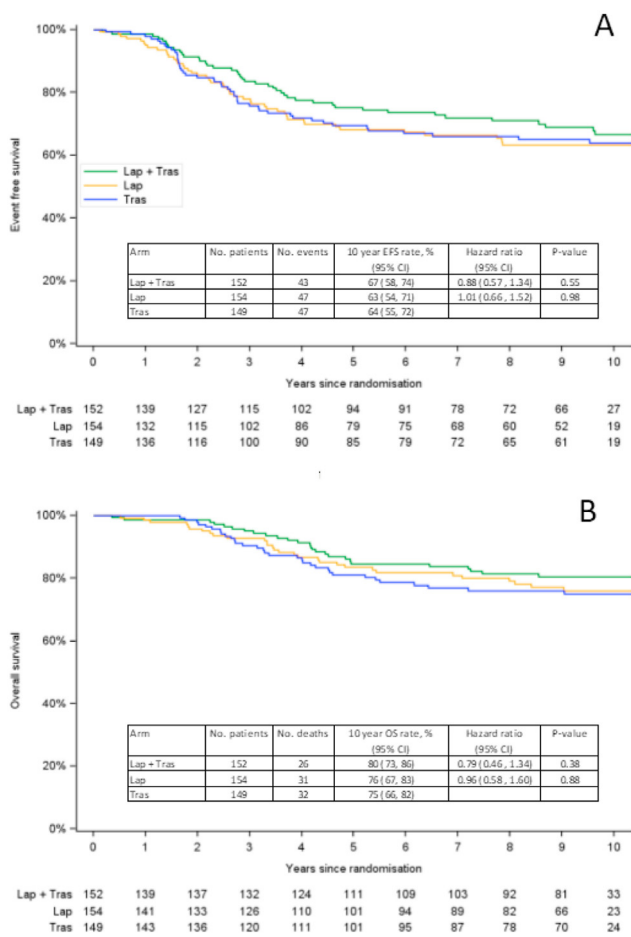 A
100%
80%
60%
40%
20%
0%
Event free survival
Lap + Tras
Lap
Tras
Arm No. patients No. events 10 year EFS rate, % (95% CI) Hazard ratio (95% CI) P-value
Lap + Tras 152 43 67 (58, 74) 0.88 (0.57, 1.34) 0.55
Lap 154 47 63 (54, 71) 1.01 (0.66, 1.52) 0.98
Tras 149 47 64 (55, 72)
0 1 2 3 4 5 6 7 8 9 10
Years since randomisation
Lap + Tras 152 139 127 115 102 94 91 78 72 66 27
Lap 154 132 115 102 86 79 75 68 60 52 19
Tras 149 136 116 100 90 85 79 72 65 61 19
B
100%
80%
60%
40%
20%
0%
Overall survival
Arm No. patients No. deaths 10 year OS rate, % (95% CI) Hazard ratio (95% CI) P-value
Lap + Tras 152 26 80 (73, 86) 0.79 (0.46, 1.34) 0.38
Lap 154 31 76 (67, 83) 0.96 (0.58, 1.60) 0.88
Tras 149 32 75 (66, 82)
0 1 2 3 4 5 6 7 8 9 10
Years since randomisation
Lap + Tras 152 139 137 132 124 111 109 103 92 81 33
Lap 154 141 133 126 110 101 94 89 82 66 23
Tras 149 143 136 120 111 101 95 87 78 70 24